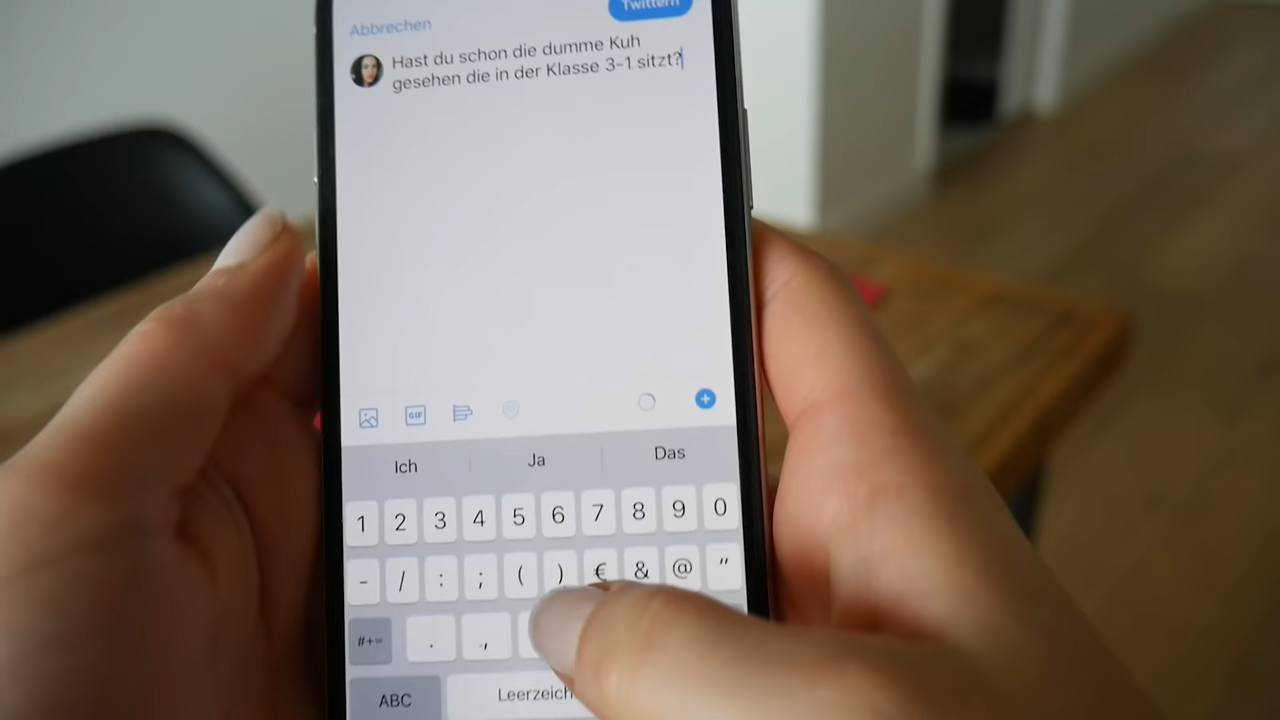 Twittern
Abbrechen
Hast du schon die dumme Kuh
gesehen die in der Klasse 3-1 sitzt?
GIF
Ich Ja Das
1 2 3 4 5 6 7 8 9 0
- / : ; ( ) € & @ "
#+= . ,
ABC Leerzeich